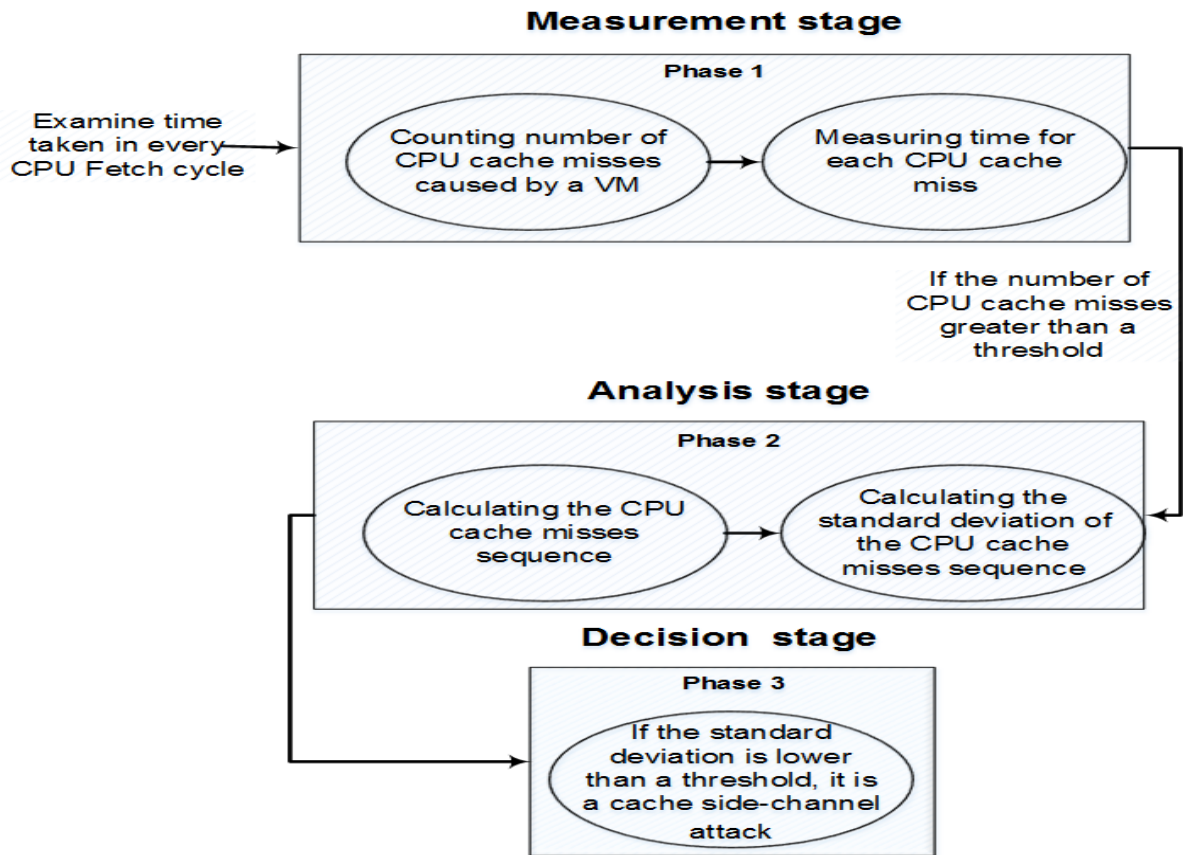 Measurement stage
Phase 1
Examine time
taken in every
CPU Fetch cycle
Counting number of
CPU cache misses
caused by a VM
Measuring time for
each CPU cache
miss
If the number of
CPU cache misses
greater than a
threshold
Analysis stage
Phase 2
Calculating the CPU
cache misses
sequence
Calculating the
standard deviation of
the CPU cache
misses sequence
Decision stage
Phase 3
If the standard
deviation is lower
than a threshold, it is
a cache side-channel
attack